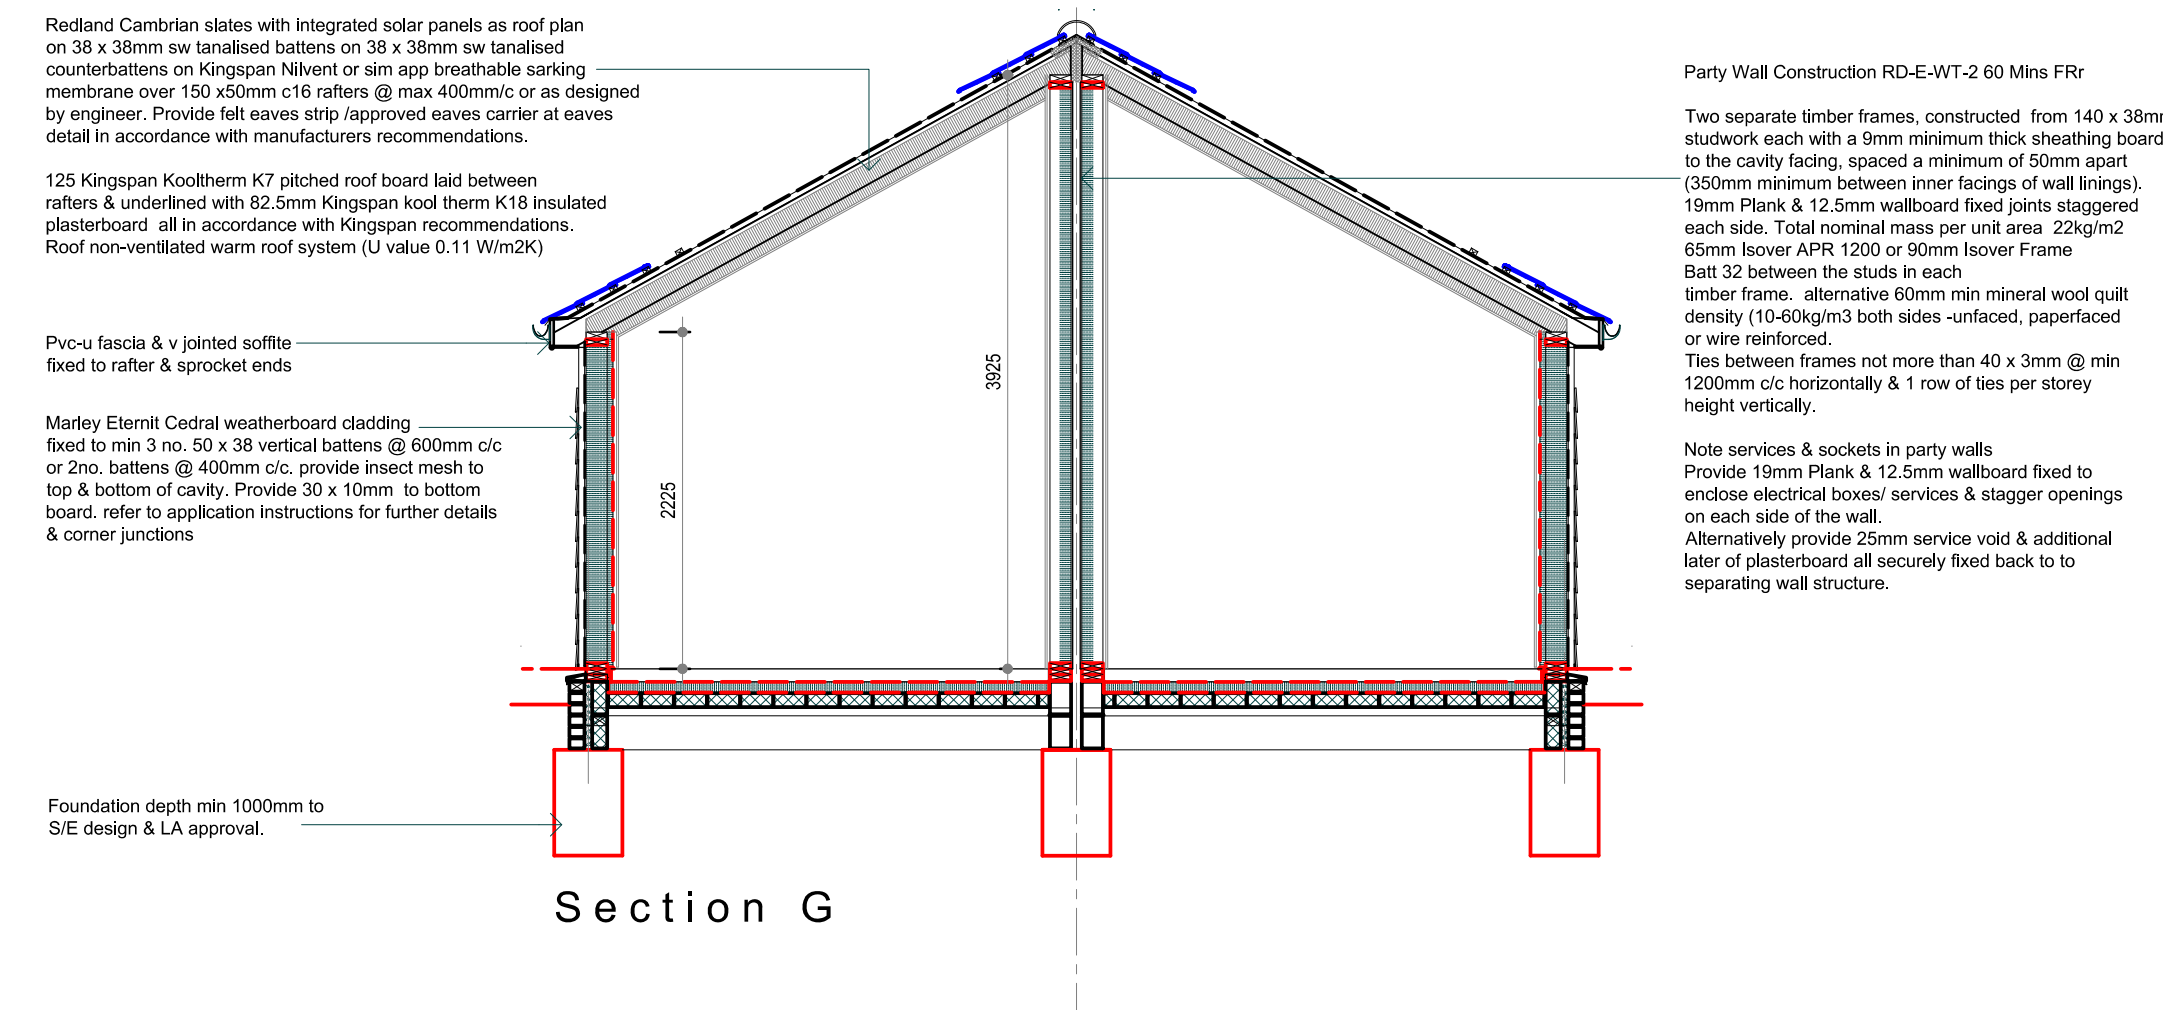 Redland Cambrian slates with integrated solar panels as roof plan
on 38 x 38mm sw tanalised battens on 38 x 38mm sw tanalised
counterbattens on Kingspan Nilvent or sim app breathable sarking
membrane over 150 x50mm c16 rafters @ max 400mm/c or as designed
by engineer. Provide felt eaves strip /approved eaves carrier at eaves
detail in accordance with manufacturers recommendations.
125 Kingspan Kooltherm K7 pitched roof board laid between
rafters & underlined with 82.5mm Kingspan kool therm K18 insulated
plasterboard all in accordance with Kingspan recommendations.
Roof non-ventilated warm roof system (U value 0.11 W/m2K)
Pvc-u fascia & v jointed soffite
fixed to rafter & sprocket ends
Marley Eternit Cedral weatherboard cladding
fixed to min 3 no. 50 x 38 vertical battens @ 600mm c/c
or 2no. battens @ 400mm c/c. provide insect mesh to
top & bottom of cavity. Provide 30 x 10mm to bottom
board. refer to application instructions for further details
& corner junctions
Foundation depth min 1000mm to
S/E design & LA approval.
2225
3925
Party Wall Construction RD-E-WT-2 60 Mins FRr
Two separate timber frames, constructed from 140 x 38mm
studwork each with a 9mm minimum thick sheathing board
to the cavity facing, spaced a minimum of 50mm apart
(350mm minimum between inner facings of wall linings).
19mm Plank & 12.5mm wallboard fixed joints staggered
each side. Total nominal mass per unit area 22kg/m2
65mm Isover APR 1200 or 90mm Isover Frame
Batt 32 between the studs in each
timber frame. alternative 60mm min mineral wool quilt
density (10-60kg/m3 both sides -unfaced, paperfaced
or wire reinforced.
Ties between frames not more than 40 x 3mm @ min
1200mm c/c horizontally & 1 row of ties per storey
height vertically.
Note services & sockets in party walls
Provide 19mm Plank & 12.5mm wallboard fixed to
enclose electrical boxes/ services & stagger openings
on each side of the wall.
Alternatively provide 25mm service void & additional
later of plasterboard all securely fixed back to to
separating wall structure.
Section G